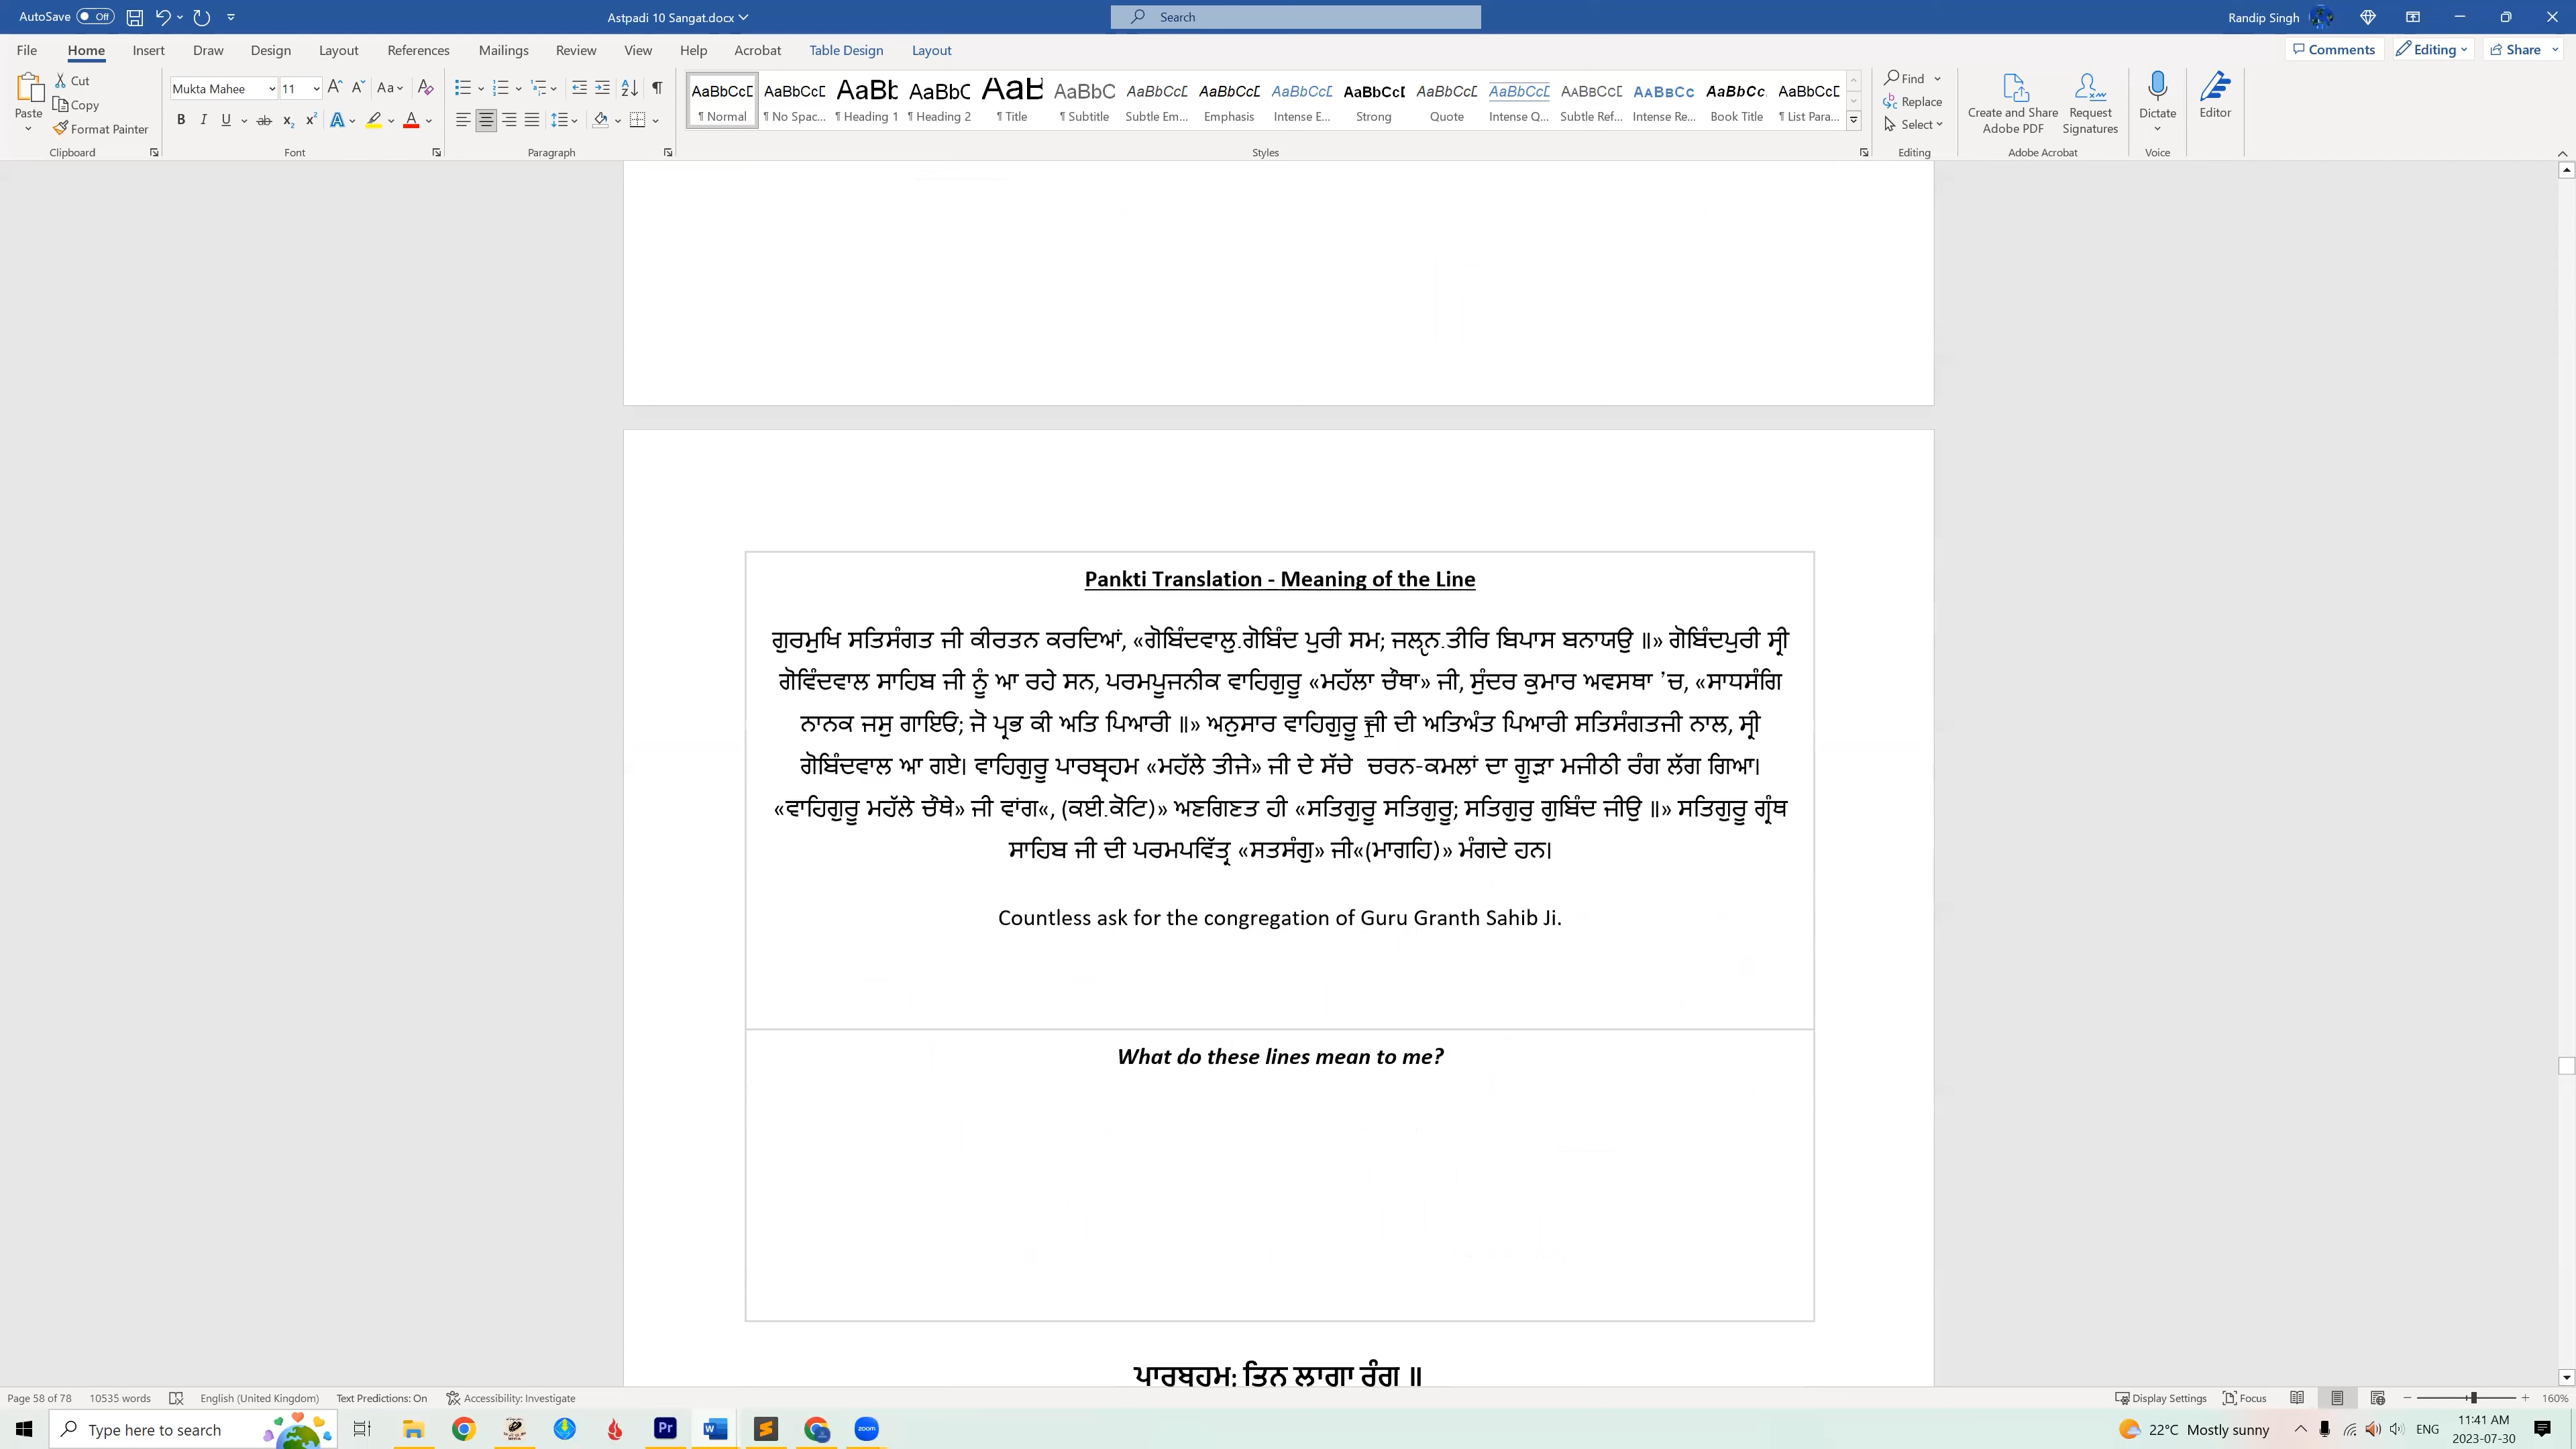 AutoSave Off Astpadi 10 Sangat.docx Search Randip Singh
File Home Insert Draw Design Layout References Mailings Review View Help Acrobat Table Design Layout Comments Editing Share
Paste Cut Copy Format Painter
Mukta Mahee 11
AaBbCcD AaBbCcD AaBb AaBbC AaB AaBbC AaBbCcD AaBbCcD AaBbCcD AaBbCcD AaBbCcD AaBbCcD AaBbCcD AaBbCc AaBbCc AaBbCcD
¶ Normal ¶ No Spac... ¶ Heading 1 ¶ Heading 2 ¶ Title ¶ Subtitle Subtle Em... Emphasis Intense E... Strong Quote Intense Q... Subtle Ref... Intense Re... Book Title ¶ List Para...
Find Replace Select
Create and Share Adobe PDF Request Signatures Dictate Editor
Clipboard Font Paragraph Styles Editing Adobe Acrobat Voice
Pankti Translation - Meaning of the Line
ਗੁਰਮੁਖਿ ਸਤਿਸੰਗਤ ਜੀ ਕੀਰਤਨ ਕਰਦਿਆਂ, «ਗੋਬਿੰਦਵਾਲੁ.ਗੋਬਿੰਦ ਪੁਰੀ ਸਮ; ਜਲੵਨ.ਤੀਰਿ ਬਿਪਾਸ ਬਨਾਯਉ ॥» ਗੋਬਿੰਦਪੁਰੀ ਸ੍ਰੀ
ਗੋਵਿੰਦਵਾਲ ਸਾਹਿਬ ਜੀ ਨੂੰ ਆ ਰਹੇ ਸਨ, ਪਰਮਪੂਜਨੀਕ ਵਾਹਿਗੁਰੂ «ਮਹੱਲਾ ਚੌਥਾ» ਜੀ, ਸੁੰਦਰ ਕੁਮਾਰ ਅਵਸਥਾ ’ਚ, «ਸਾਧਸੰਗਿ
ਨਾਨਕ ਜਸੁ ਗਾਇਓ; ਜੋ ਪ੍ਰਭ ਕੀ ਅਤਿ ਪਿਆਰੀ ॥» ਅਨੁਸਾਰ ਵਾਹਿਗੁਰੂ ਜੀ ਦੀ ਅਤਿਅੰਤ ਪਿਆਰੀ ਸਤਿਸੰਗਤਜੀ ਨਾਲ, ਸ੍ਰੀ
ਗੋਬਿੰਦਵਾਲ ਆ ਗਏ। ਵਾਹਿਗੁਰੂ ਪਾਰਬ੍ਰਹਮ «ਮਹੱਲੇ ਤੀਜੇ» ਜੀ ਦੇ ਸੱਚੇ ਚਰਨ-ਕਮਲਾਂ ਦਾ ਗੂੜਾ ਮਜੀਠੀ ਰੰਗ ਲੱਗ ਗਿਆ।
«ਵਾਹਿਗੁਰੂ ਮਹੱਲੇ ਚੌਥੇ» ਜੀ ਵਾਂਗ«, (ਕਈ.ਕੋਟਿ)» ਅਣਗਿਣਤ ਹੀ «ਸਤਿਗੁਰੂ ਸਤਿਗੁਰੂ; ਸਤਿਗੁਰੁ ਗੁਬਿੰਦ ਜੀਉ ॥» ਸਤਿਗੁਰੂ ਗ੍ਰੰਥ
ਸਾਹਿਬ ਜੀ ਦੀ ਪਰਮਪਵਿੱਤ੍ਰ «ਸਤਸੰਗੁ» ਜੀ«(ਮਾਗਹਿ)» ਮੰਗਦੇ ਹਨ।
Countless ask for the congregation of Guru Granth Sahib Ji.
What do these lines mean to me?
ਪਾਰਬ੍ਰਹਮ; ਤਿਨ ਲਾਗਾ ਰੰਗ ॥
Page 58 of 78 10535 words English (United Kingdom) Text Predictions: On Accessibility: Investigate Display Settings Focus 160%
Type here to search Pr zoom 22°C Mostly sunny ENG 11:41 AM
2023-07-30